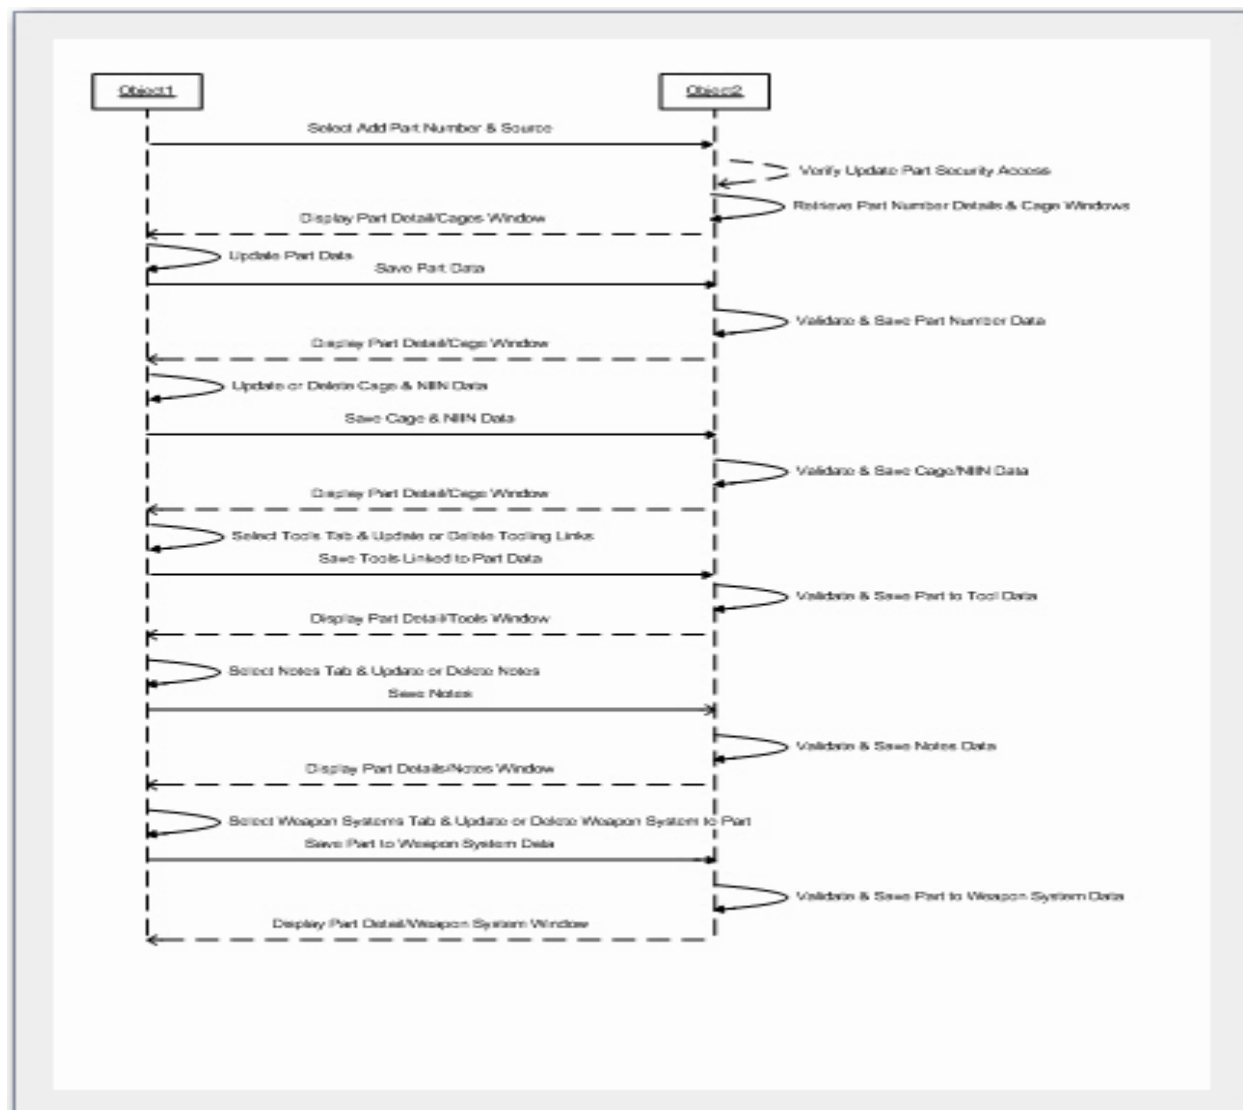 Object1
Object2
Select Add Part Number & Source
Verify Update Part Security Access
Retrieve Part Number Details & Cage Windows
Display Part Detail/Cages Window
Update Part Data
Save Part Data
Validate & Save Part Number Data
Display Part Detail/Cage Window
Update or Delete Cage & NIIN Data
Save Cage & NIIN Data
Validate & Save Cage/NIIN Data
Display Part Detail/Cage Window
Select Tools Tab & Update or Delete Tooling Links
Save Tools Linked to Part Data
Validate & Save Part to Tool Data
Display Part Detail/Tools Window
Select Notes Tab & Update or Delete Notes
Save Notes
Validate & Save Notes Data
Display Part Details/Notes Window
Select Weapon Systems Tab & Update or Delete Weapon System to Part
Save Part to Weapon System Data
Validate & Save Part to Weapon System Data
Display Part Detail/Weapon System Window